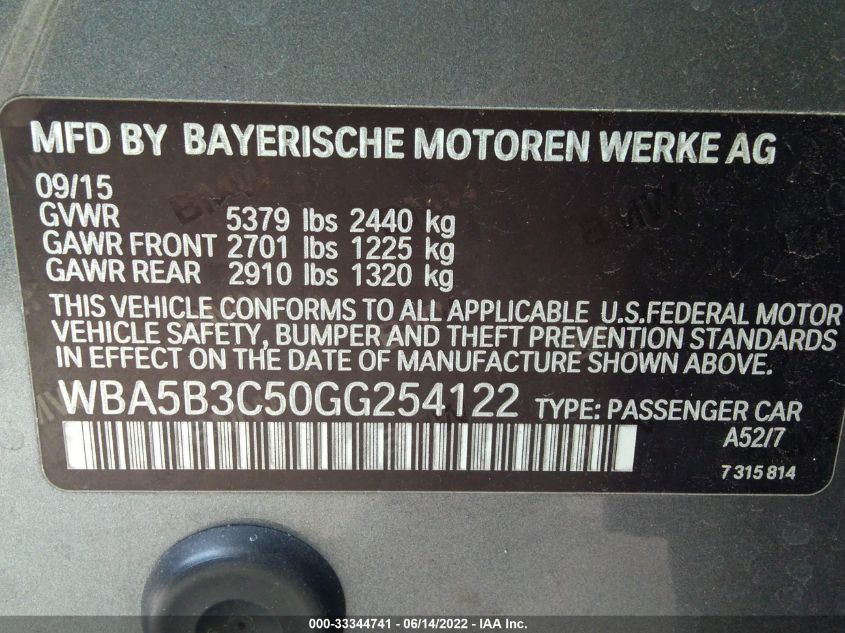 MFD BY BAYERISCHE MOTOREN WERKE AG
09/15
GVWR 5379 lbs 2440 kg
GAWR FRONT 2701 lbs 1225 kg
GAWR REAR 2910 lbs 1320 kg
THIS VEHICLE CONFORMS TO ALL APPLICABLE U.S.FEDERAL MOTOR
VEHICLE SAFETY, BUMPER AND THEFT PREVENTION STANDARDS
IN EFFECT ON THE DATE OF MANUFACTURE SHOWN ABOVE.
WBA5B3C50GG254122 TYPE: PASSENGER CAR
A52/7
7 315 814
000-33344741 - 06/14/2022 - IAA Inc.